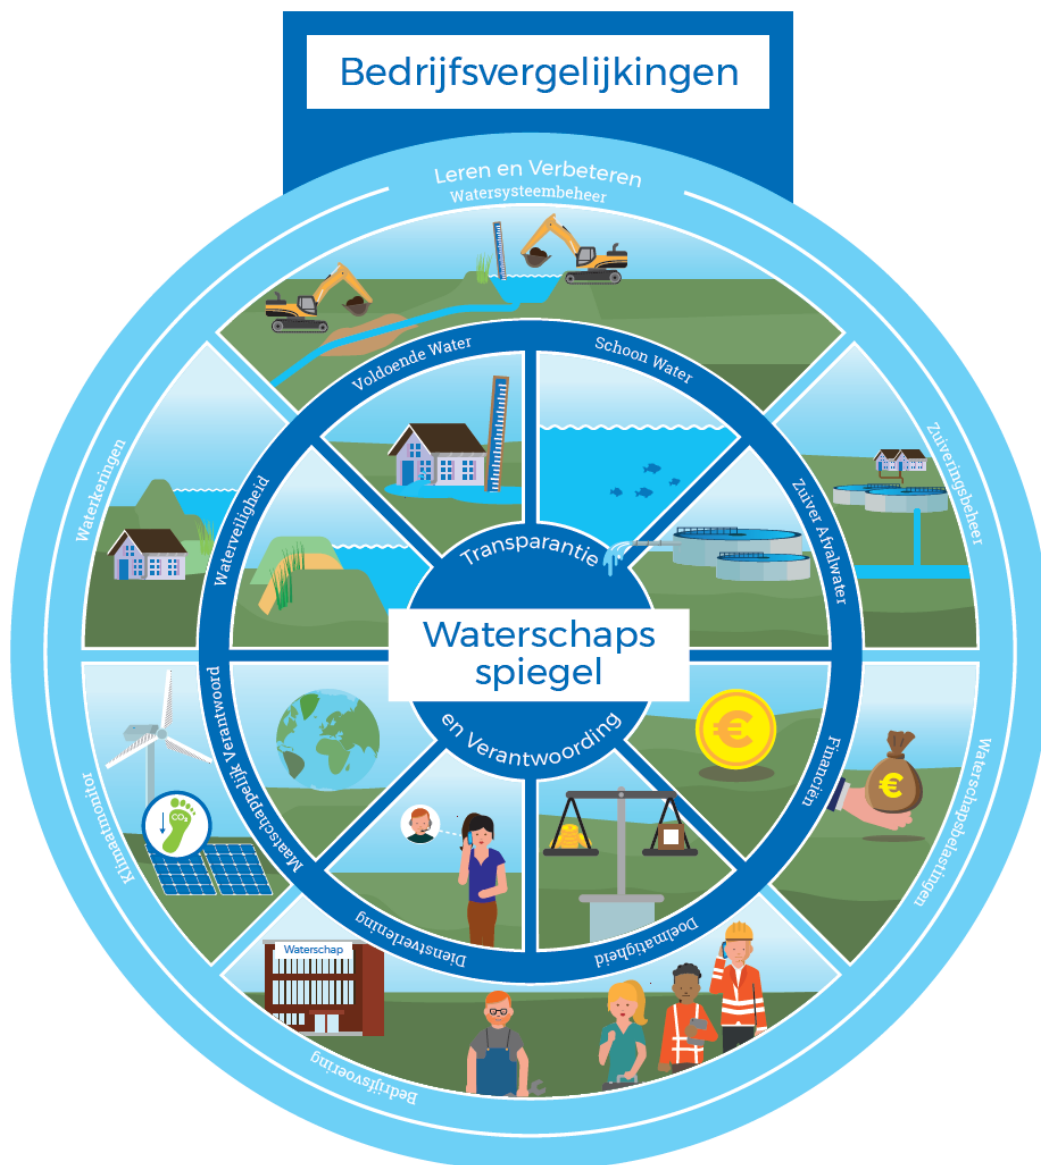 Bedrijfsvergelijkingen
Leren en Verbeteren
Watersysteembeheer
Voldoende Water
Schoon Water
Waterkeringen
Waterveiligheid
Zuiver Afvalwater
Zuiveringsbeheer
Transparantie
Waterschaps
spiegel
en Verantwoording
€
€
Maatschappelijk Verantwoord
Financiën
Klimaatmonitor
CO₂
Waterschapsbelastingen
Dienstverlening
Doelmatigheid
Waterschap
Bedrijfsvoering